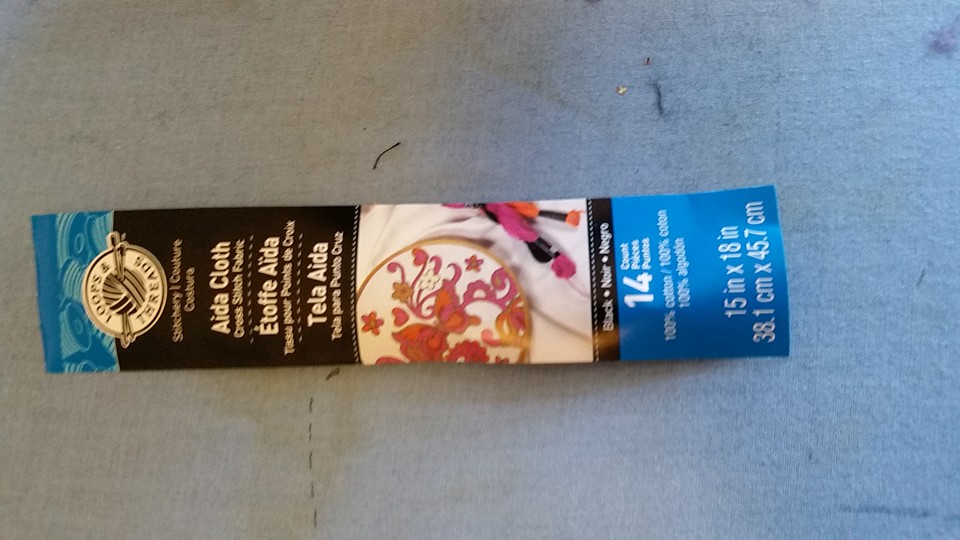 LOOPS & THREADS
Stitchery | Couture
Costura
Aida Cloth
Cross Stitch Fabric
Étoffe Aïda
Tissu pour Points de Croix
Tela Aida
Tela para Punto Cruz
Black • Noir • Negro
14 Count
Pièces
Puntos
100% cotton / 100% coton
100% algodón
15 in x 18 in
38.1 cm x 45.7 cm